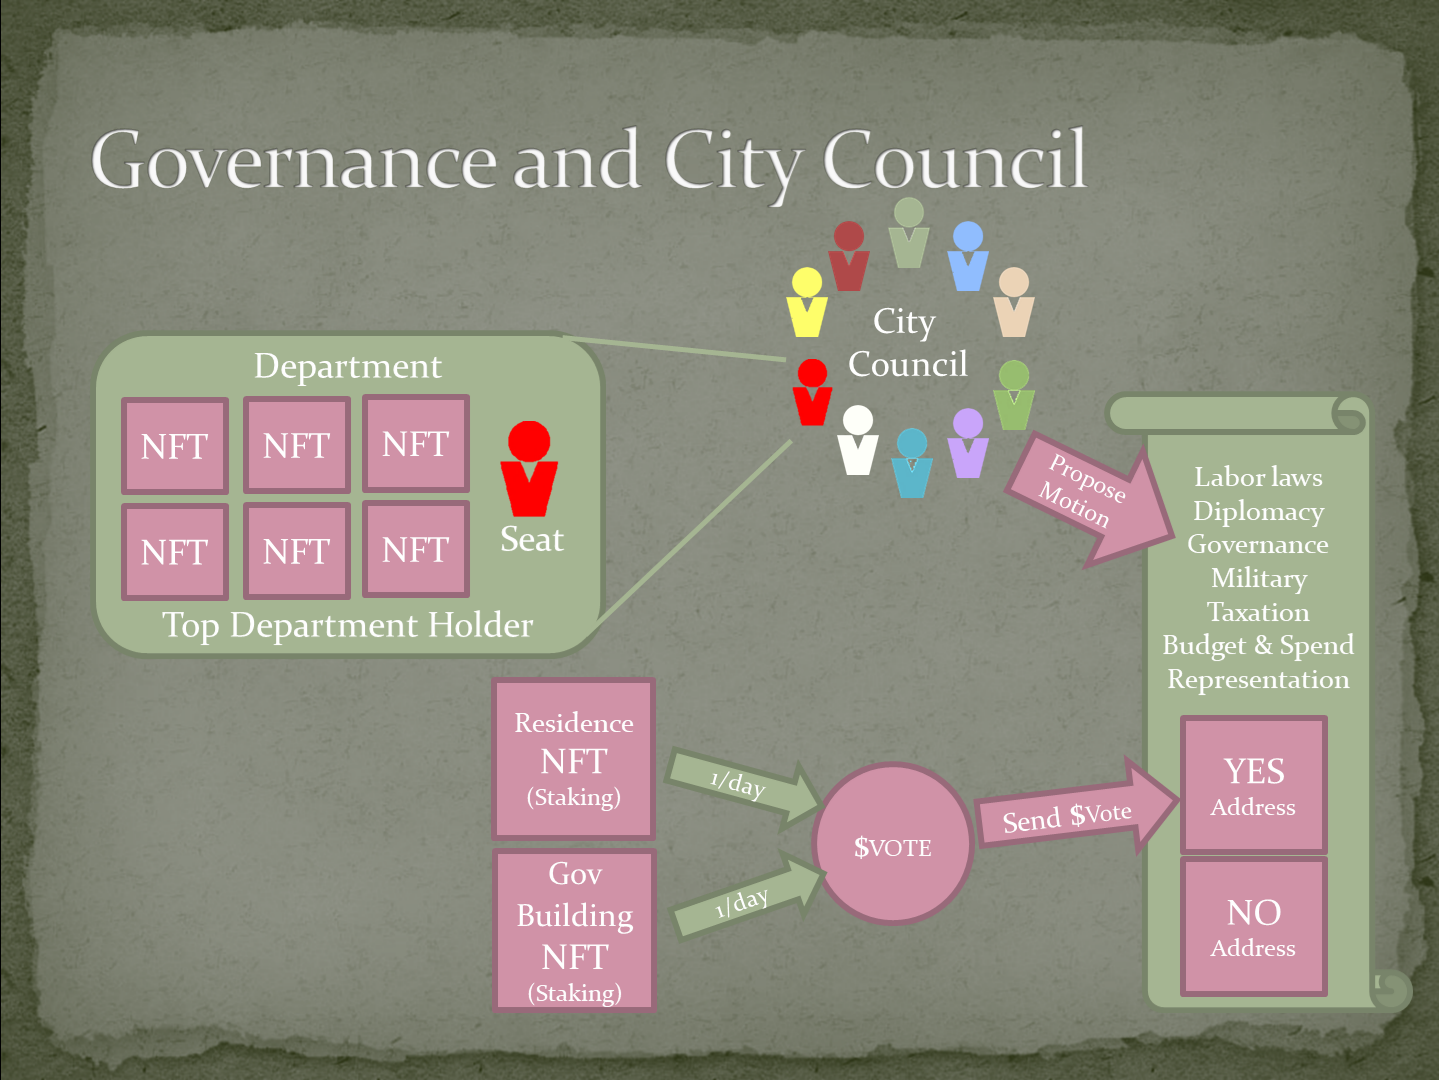 Governance and City Council
City
Council
Department
NFT NFT NFT
NFT NFT NFT
Seat
Top Department Holder
Propose
Motion
Labor laws
Diplomacy
Governance
Military
Taxation
Budget & Spend
Representation
Residence
NFT
(Staking)
1/day
Gov
Building
NFT
(Staking)
1/day
$VOTE
Send $Vote
YES
Address
NO
Address